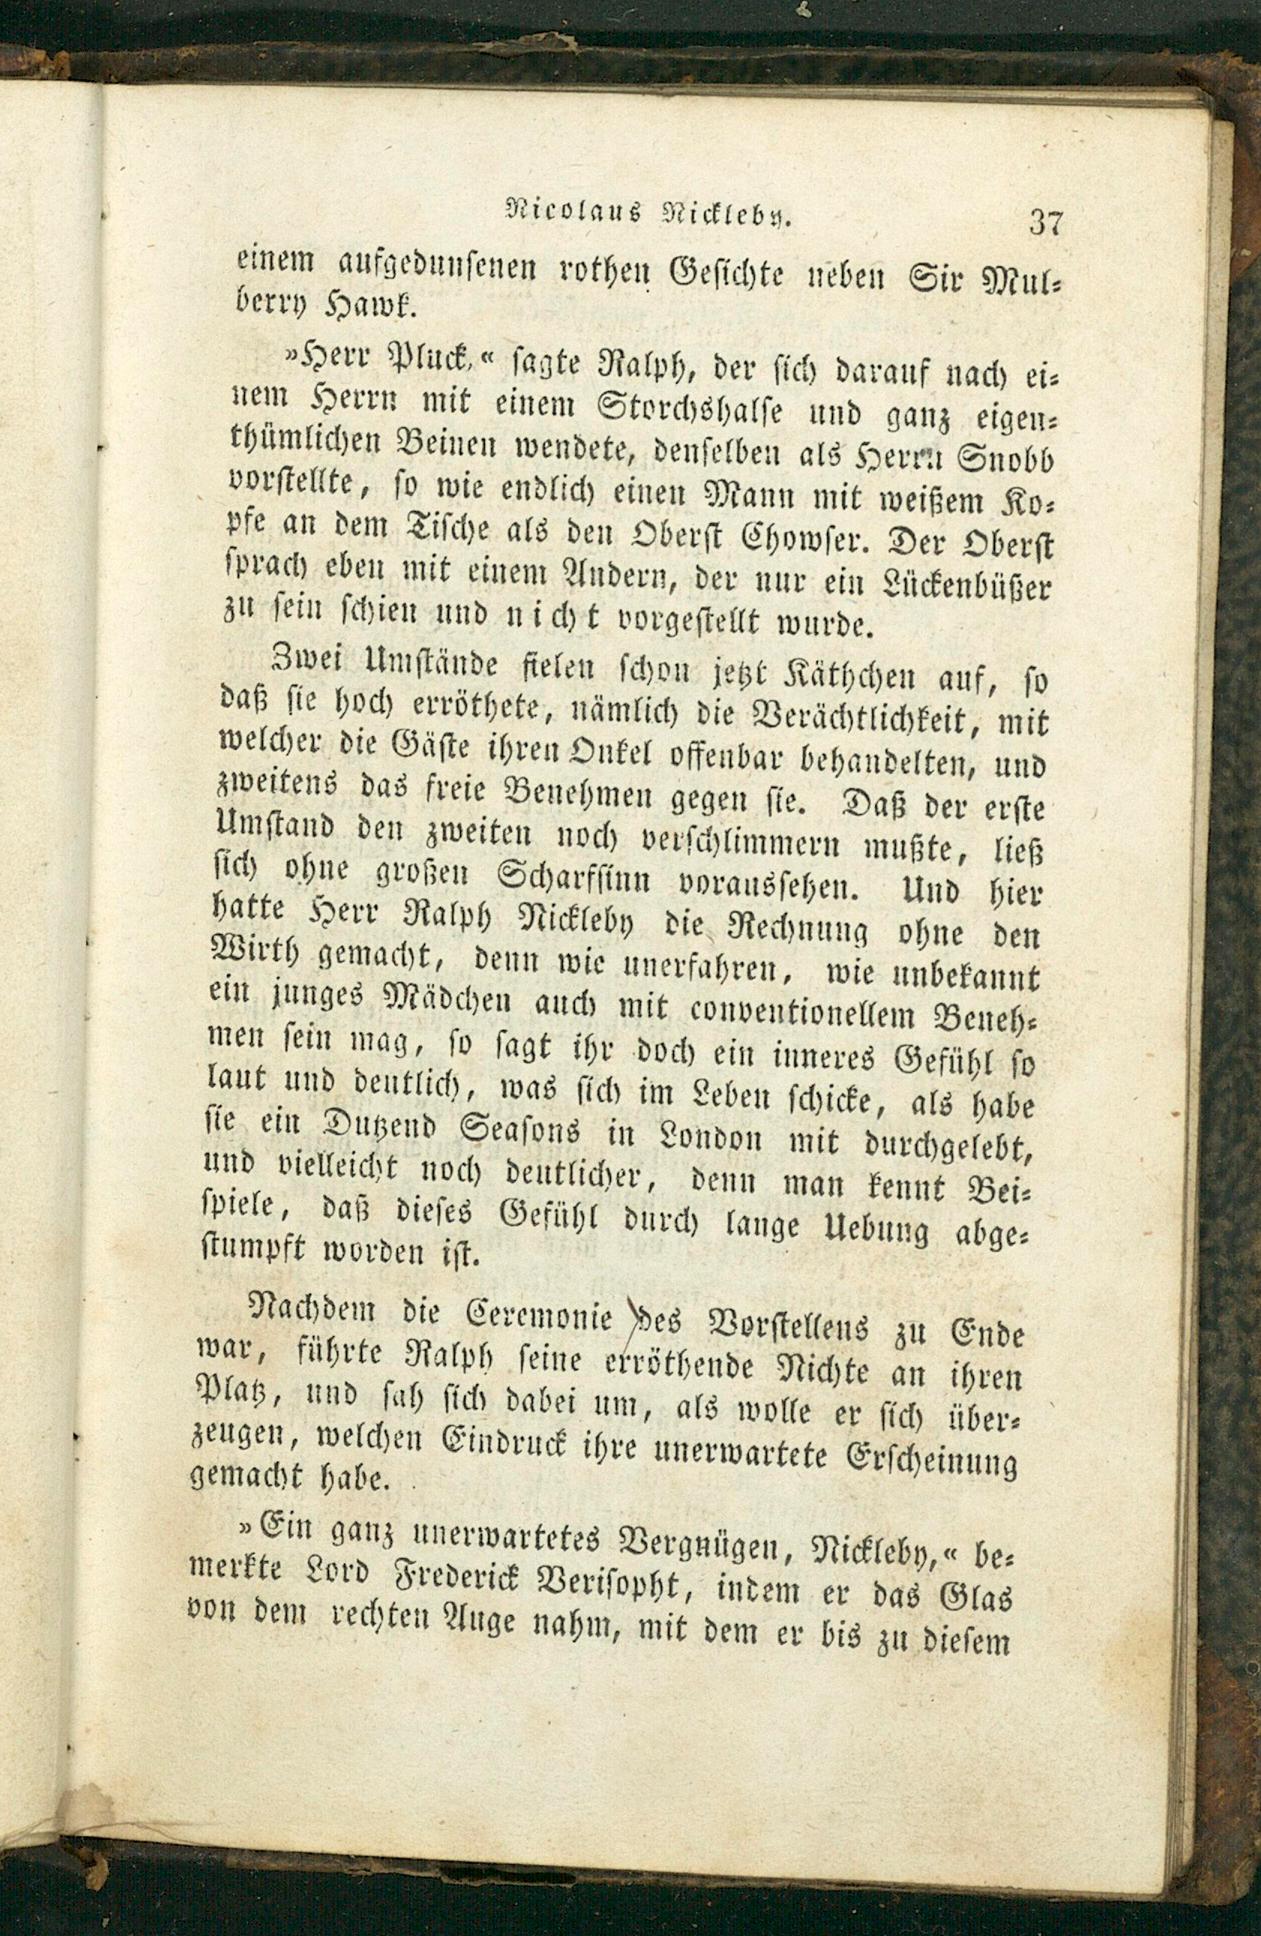 Nicolaus Nickleby. 37
einem aufgedunsenen rothen Gesichte neben Sir Mul-
berry Hawk.
»Herr Pluck,« sagte Ralph, der sich darauf nach ei-
nem Herrn mit einem Storchshalse und ganz eigen-
thümlichen Beinen wendete, denselben als Herrn Snobb
vorstellte, so wie endlich einen Mann mit weißem Ko-
pfe an dem Tische als den Oberst Chowser. Der Oberst
sprach eben mit einem Andern, der nur ein Lückenbüßer
zu sein schien und nicht vorgestellt wurde.
Zwei Umstände fielen schon jetzt Käthchen auf, so
daß sie hoch erröthete, nämlich die Verächtlichkeit, mit
welcher die Gäste ihren Onkel offenbar behandelten, und
zweitens das freie Benehmen gegen sie. Daß der erste
Umstand den zweiten noch verschlimmern mußte, ließ
sich ohne großen Scharfsinn voraussehen. Und hier
hatte Herr Ralph Nickleby die Rechnung ohne den
Wirth gemacht, denn wie unerfahren, wie unbekannt
ein junges Mädchen auch mit conventionellem Beneh-
men sein mag, so sagt ihr doch ein inneres Gefühl so
laut und deutlich, was sich im Leben schicke, als habe
sie ein Dutzend Seasons in London mit durchgelebt,
und vielleicht noch deutlicher, denn man kennt Bei-
spiele, daß dieses Gefühl durch lange Uebung abge-
stumpft worden ist.
Nachdem die Ceremonie des Vorstellens zu Ende
war, führte Ralph seine erröthende Nichte an ihren
Platz, und sah sich dabei um, als wolle er sich über-
zeugen, welchen Eindruck ihre unerwartete Erscheinung
gemacht habe.
»Ein ganz unerwartetes Vergnügen, Nickleby,« be-
merkte Lord Frederick Verisopht, indem er das Glas
von dem rechten Auge nahm, mit dem er bis zu diesem